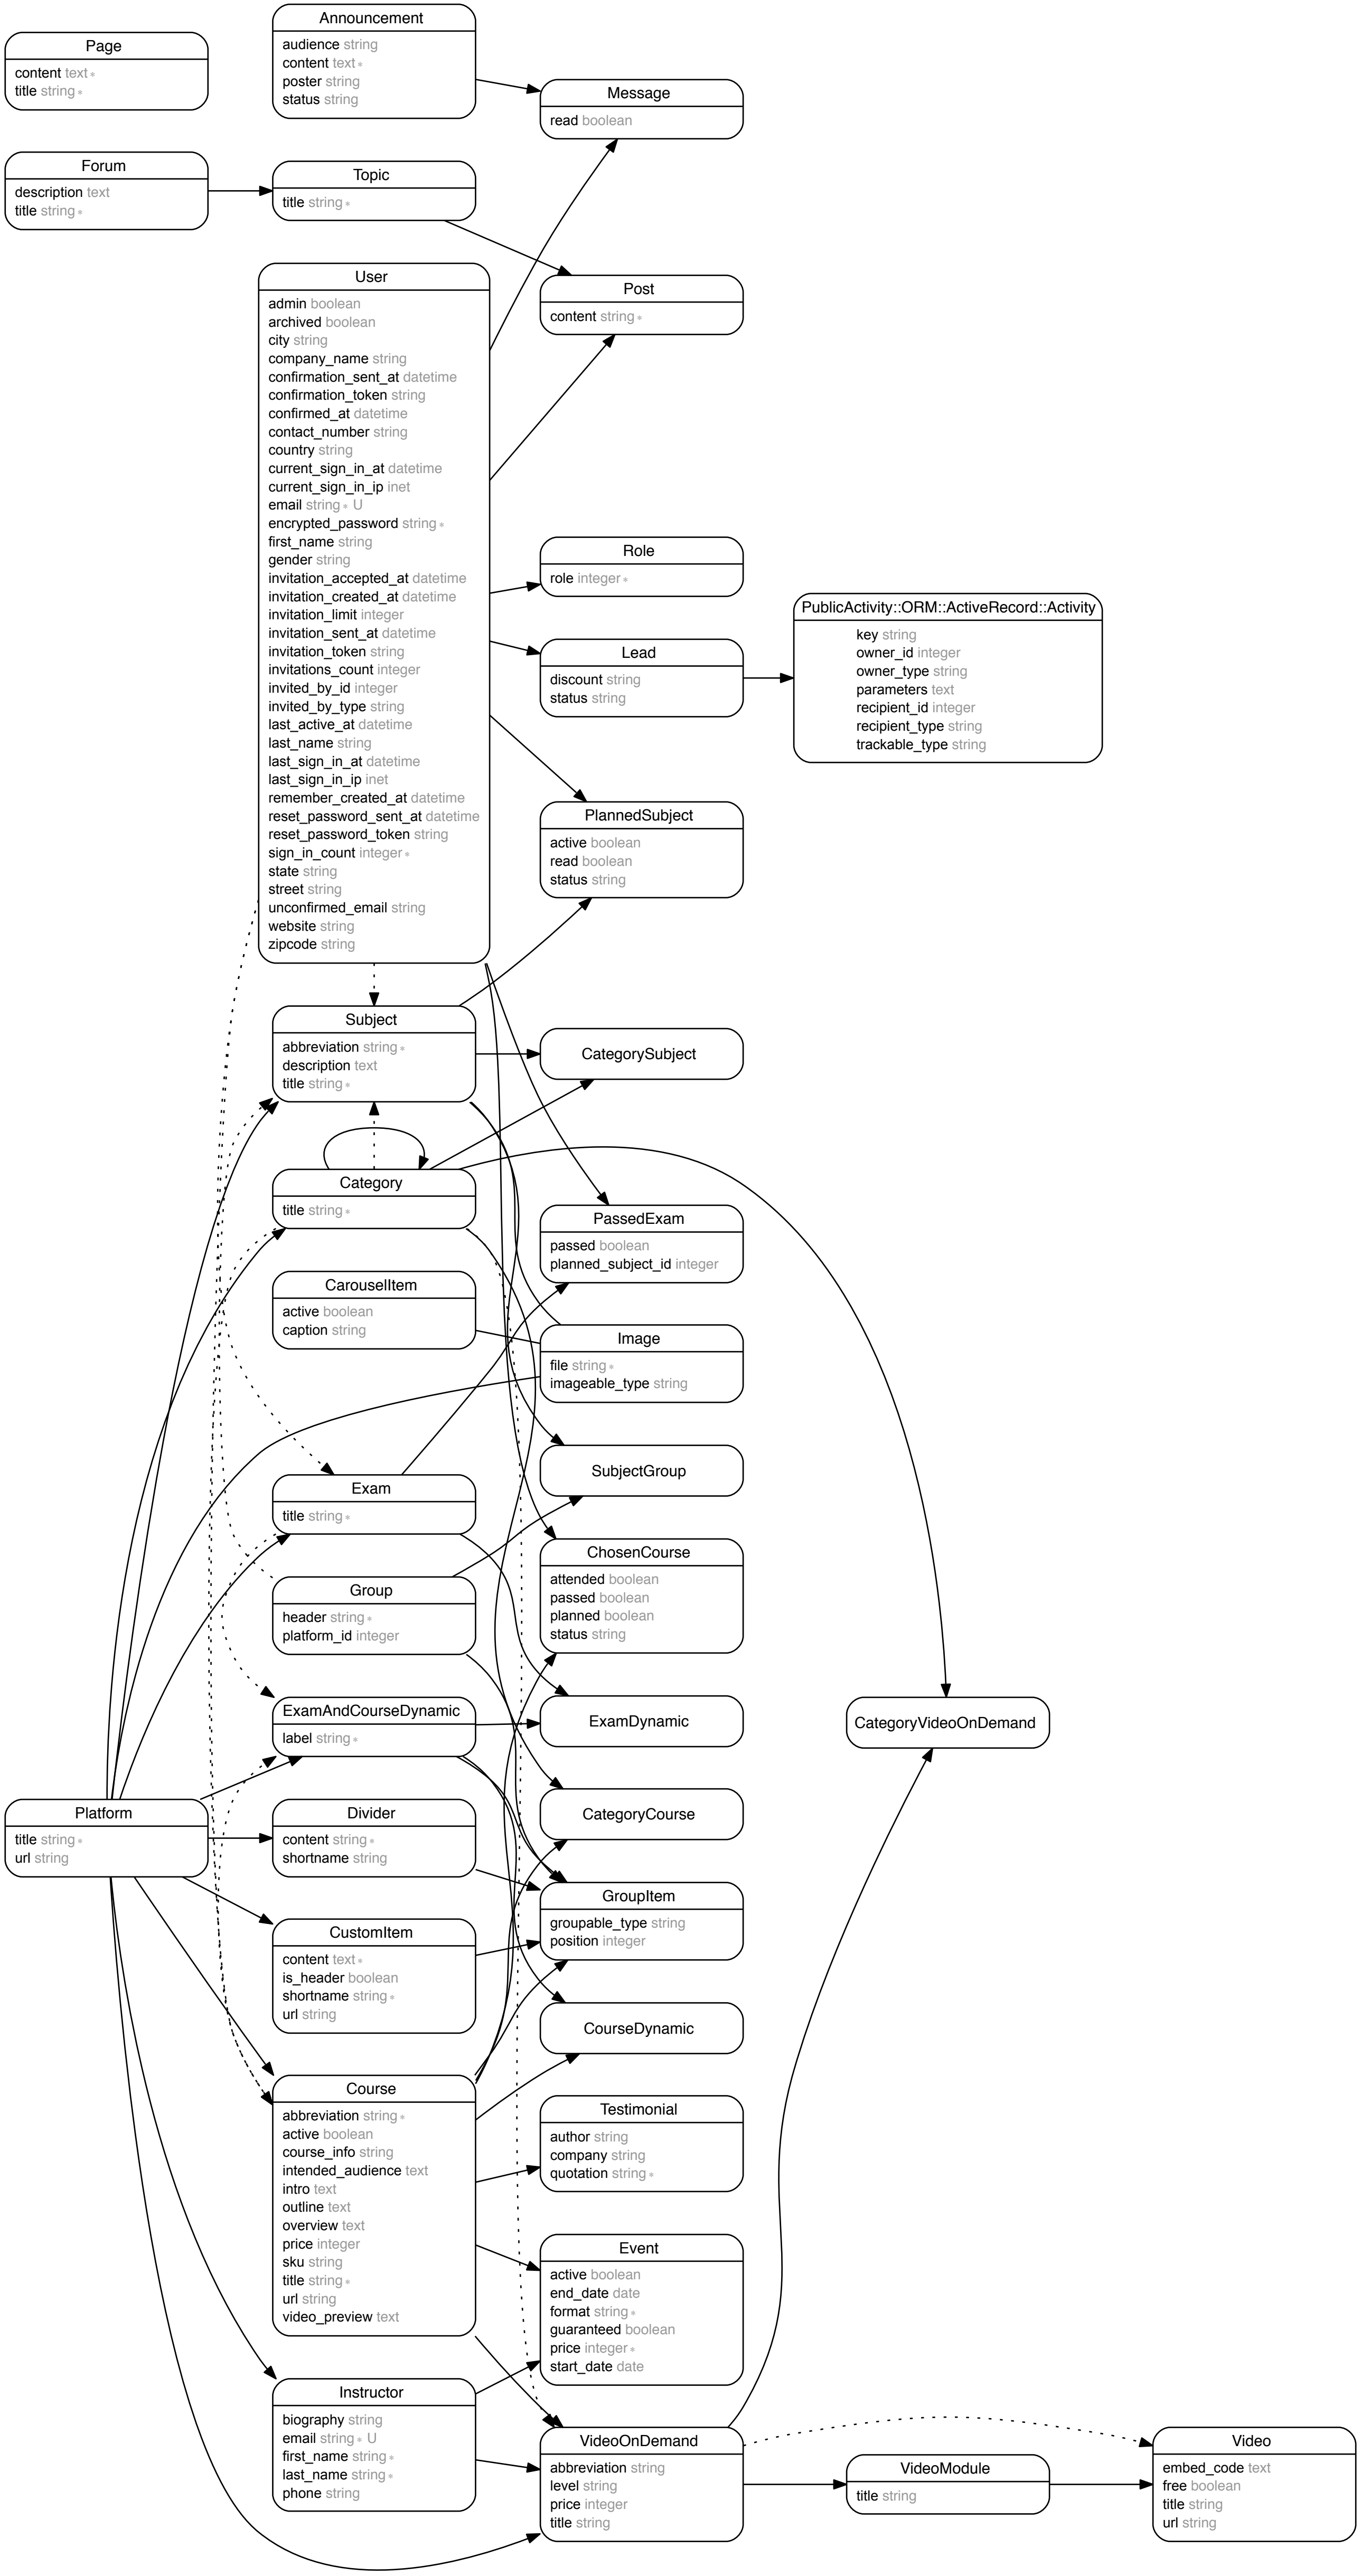 Page
content text *
title string *
Forum
description text
title string *
Announcement
audience string
content text *
poster string
status string
Topic
title string *
Message
read boolean
Post
content string *
User
admin boolean
archived boolean
city string
company_name string
confirmation_sent_at datetime
confirmation_token string
confirmed_at datetime
contact_number string
country string
current_sign_in_at datetime
current_sign_in_ip inet
email string * U
encrypted_password string *
first_name string
gender string
invitation_accepted_at datetime
invitation_created_at datetime
invitation_limit integer
invitation_sent_at datetime
invitation_token string
invitations_count integer
invited_by_id integer
invited_by_type string
last_active_at datetime
last_name string
last_sign_in_at datetime
last_sign_in_ip inet
remember_created_at datetime
reset_password_sent_at datetime
reset_password_token string
sign_in_count integer *
state string
street string
unconfirmed_email string
website string
zipcode string
Role
role integer *
Lead
discount string
status string
PublicActivity::ORM::ActiveRecord::Activity
key string
owner_id integer
owner_type string
parameters text
recipient_id integer
recipient_type string
trackable_type string
PlannedSubject
active boolean
read boolean
status string
Subject
abbreviation string *
description text
title string *
CategorySubject
Category
title string *
PassedExam
passed boolean
planned_subject_id integer
CarouselItem
active boolean
caption string
Image
file string *
imageable_type string
SubjectGroup
Exam
title string *
ChosenCourse
attended boolean
passed boolean
planned boolean
status string
Group
header string *
platform_id integer
ExamAndCourseDynamic
label string *
ExamDynamic
CategoryVideoOnDemand
Platform
title string *
url string
Divider
content string *
shortname string
CategoryCourse
GroupItem
groupable_type string
position integer
CustomItem
content text *
is_header boolean
shortname string *
url string
CourseDynamic
Course
abbreviation string *
active boolean
course_info string
intended_audience text
intro text
outline text
overview text
price integer
sku string
title string *
url string
video_preview text
Testimonial
author string
company string
quotation string *
Event
active boolean
end_date date
format string *
guaranteed boolean
price integer *
start_date date
Instructor
biography string
email string * U
first_name string *
last_name string *
phone string
VideoOnDemand
abbreviation string
level string
price integer
title string
VideoModule
title string
Video
embed_code text
free boolean
title string
url string